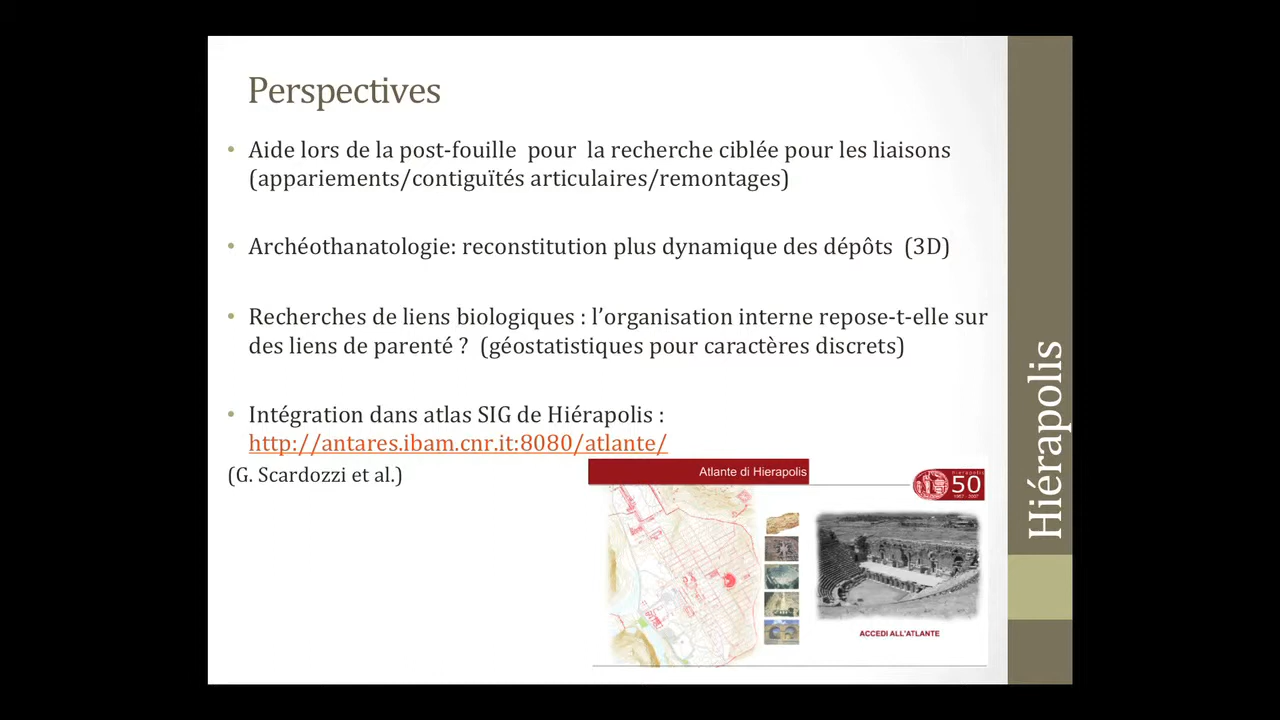 Perspectives
• Aide lors de la post-fouille pour la recherche ciblée pour les liaisons
(appariements/contiguïtés articulaires/remontages)
• Archéothanatologie: reconstitution plus dynamique des dépôts (3D)
• Recherches de liens biologiques : l’organisation interne repose-t-elle sur
des liens de parenté ? (géostatistiques pour caractères discrets)
• Intégration dans atlas SIG de Hiérapolis :
http://antares.ibam.cnr.it:8080/atlante/
(G. Scardozzi et al.)
Atlante di Hierapolis
hierapolis
50
1957 - 2007
ACCEDI ALL'ATLANTE
Hiérapolis